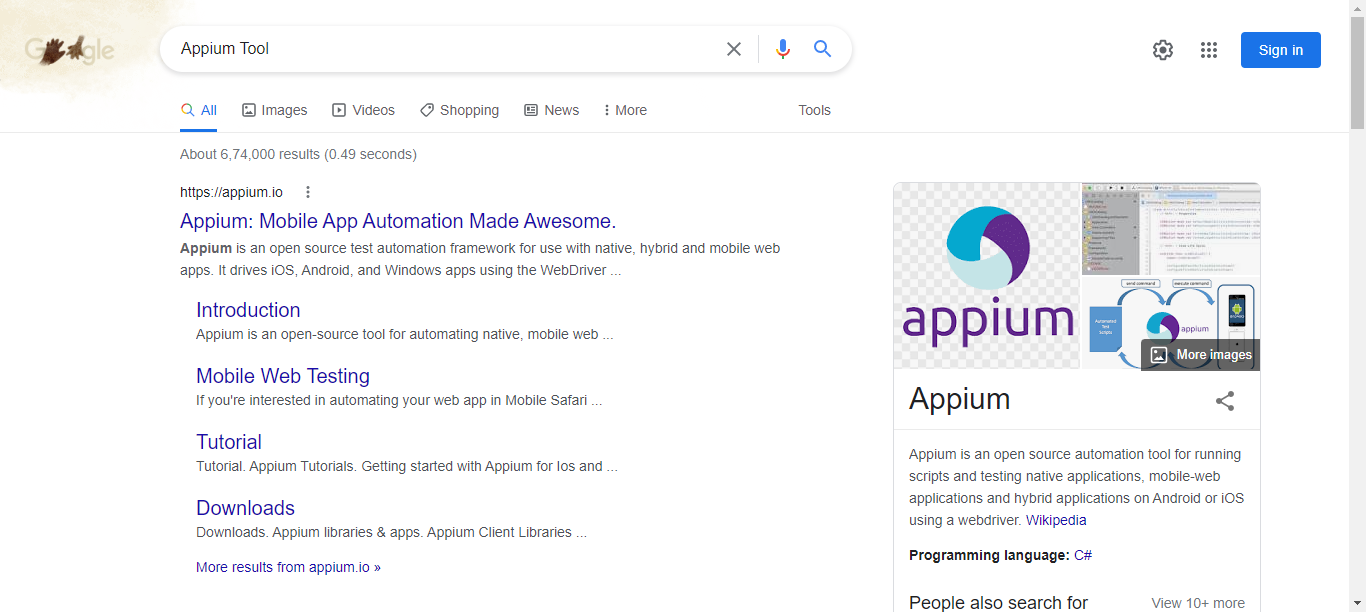 Google
Appium Tool
Sign in
All
Images
Videos
Shopping
News
More
Tools
About 6,74,000 results (0.49 seconds)
https://appium.io
Appium: Mobile App Automation Made Awesome.
Appium is an open source test automation framework for use with native, hybrid and mobile web
apps. It drives iOS, Android, and Windows apps using the WebDriver ...
Introduction
Appium is an open-source tool for automating native, mobile web ...
Mobile Web Testing
If you're interested in automating your web app in Mobile Safari ...
Tutorial
Tutorial. Appium Tutorials. Getting started with Appium for Ios and ...
Downloads
Downloads. Appium libraries & apps. Appium Client Libraries ...
More results from appium.io »
appium
send command
execute command
Automated
Test
Scripts
appium
More images
Appium
Appium is an open source automation tool for running
scripts and testing native applications, mobile-web
applications and hybrid applications on Android or iOS
using a webdriver. Wikipedia
Programming language: C#
People also search for
View 10+ more